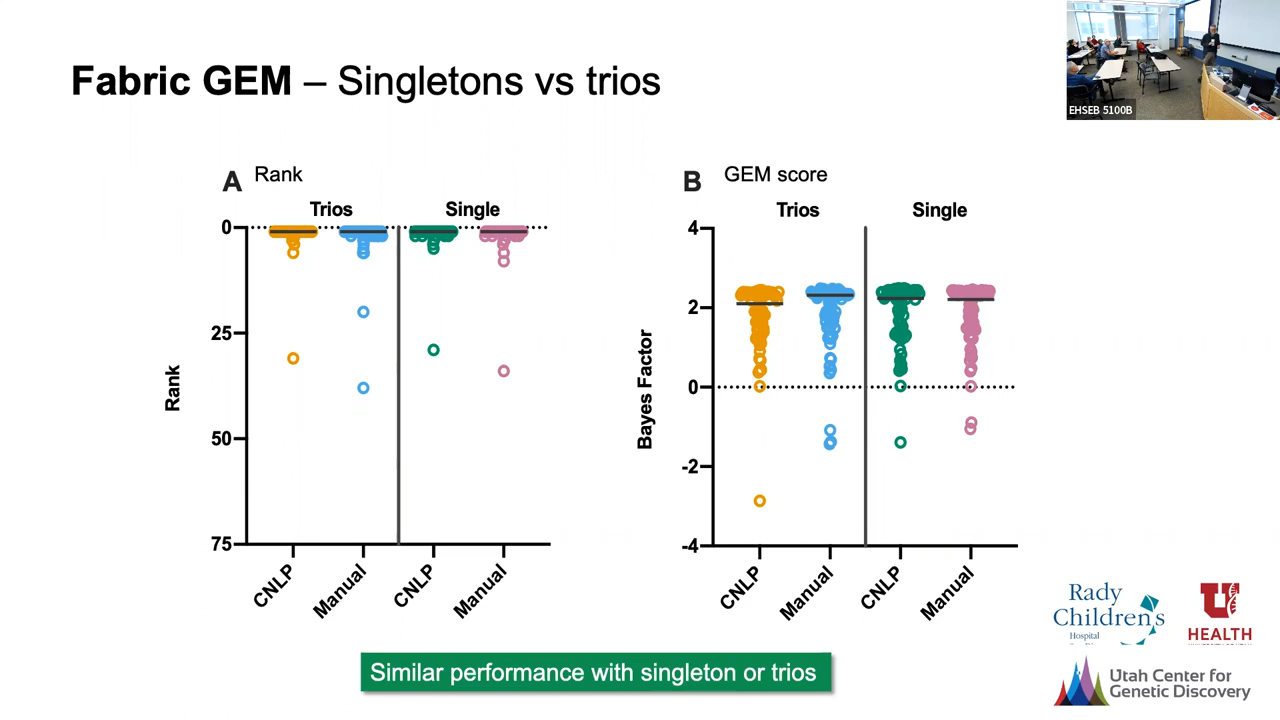 Fabric GEM – Singletons vs trios
EHSEB 5100B
A Rank
Trios Single
0
25
50
75
Rank
CNLP
Manual
CNLP
Manual
B GEM score
Trios Single
4
2
0
-2
-4
Bayes Factor
CNLP
Manual
CNLP
Manual
Similar performance with singleton or trios
Rady
Children's
Hospital
U
HEALTH
Utah Center for
Genetic Discovery